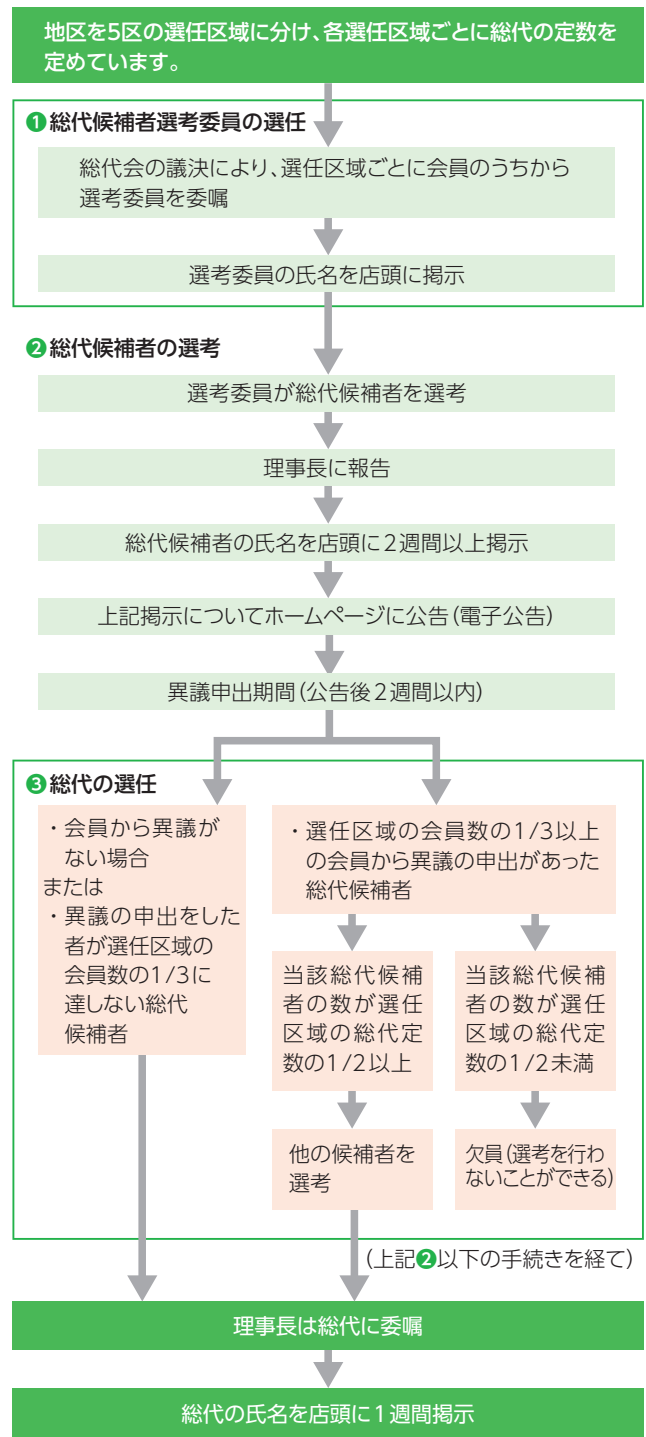 地区を5区の選任区域に分け、各選任区域ごとに総代の定数を
定めています。
❶総代候補者選考委員の選任
総代会の議決により、選任区域ごとに会員のうちから
選考委員を委嘱
選考委員の氏名を店頭に掲示
❷総代候補者の選考
選考委員が総代候補者を選考
理事長に報告
総代候補者の氏名を店頭に2週間以上掲示
上記掲示についてホームページに公告(電子公告)
異議申出期間(公告後2週間以内)
❸総代の選任
・会員から異議が
ない場合
または
・異議の申出をした
者が選任区域の
会員数の1/3に
達しない総代
候補者
・選任区域の会員数の1/3以上
の会員から異議の申出があった
総代候補者
当該総代候補
者の数が選任
区域の総代定
数の1/2以上
当該総代候補
者の数が選任
区域の総代定
数の1/2未満
他の候補者を
選考
欠員(選考を行わ
ないことができる)
(上記❷以下の手続きを経て)
理事長は総代に委嘱
総代の氏名を店頭に1週間掲示